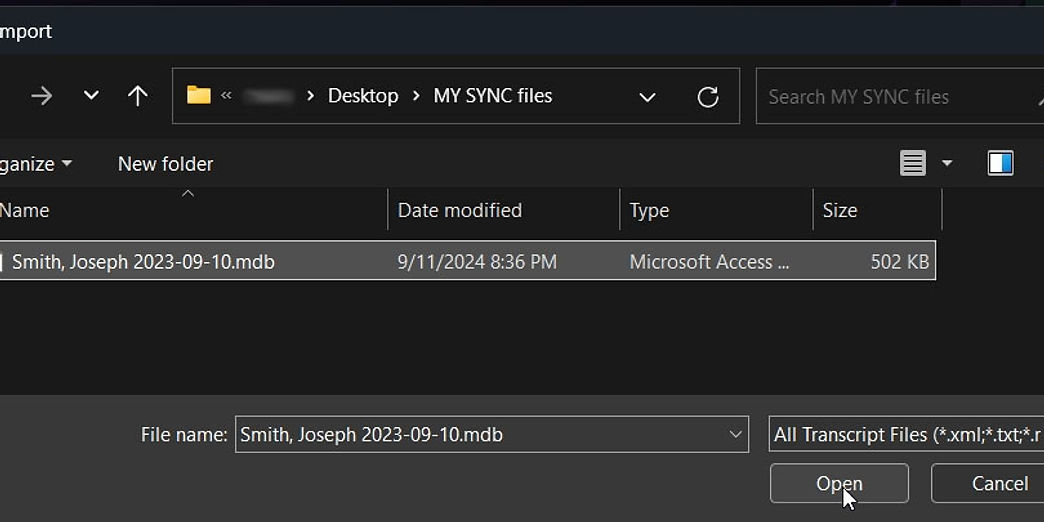 mport
« › Desktop › MY SYNC files
Search MY SYNC files
ganize
New folder
Name
Date modified
Type
Size
Smith, Joseph 2023-09-10.mdb
9/11/2024 8:36 PM
Microsoft Access ...
502 KB
File name:
Smith, Joseph 2023-09-10.mdb
All Transcript Files (*.xml;*.txt;*.r
Open
Cancel